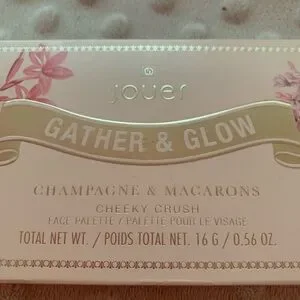 jouer
GATHER & GLOW
CHAMPAGNE & MACARONS
CHEEKY CRUSH
FACE PALETTE / PALETTE POUR LE VISAGE
TOTAL NET WT. / POIDS TOTAL NET. 16 G / 0.56 OZ.